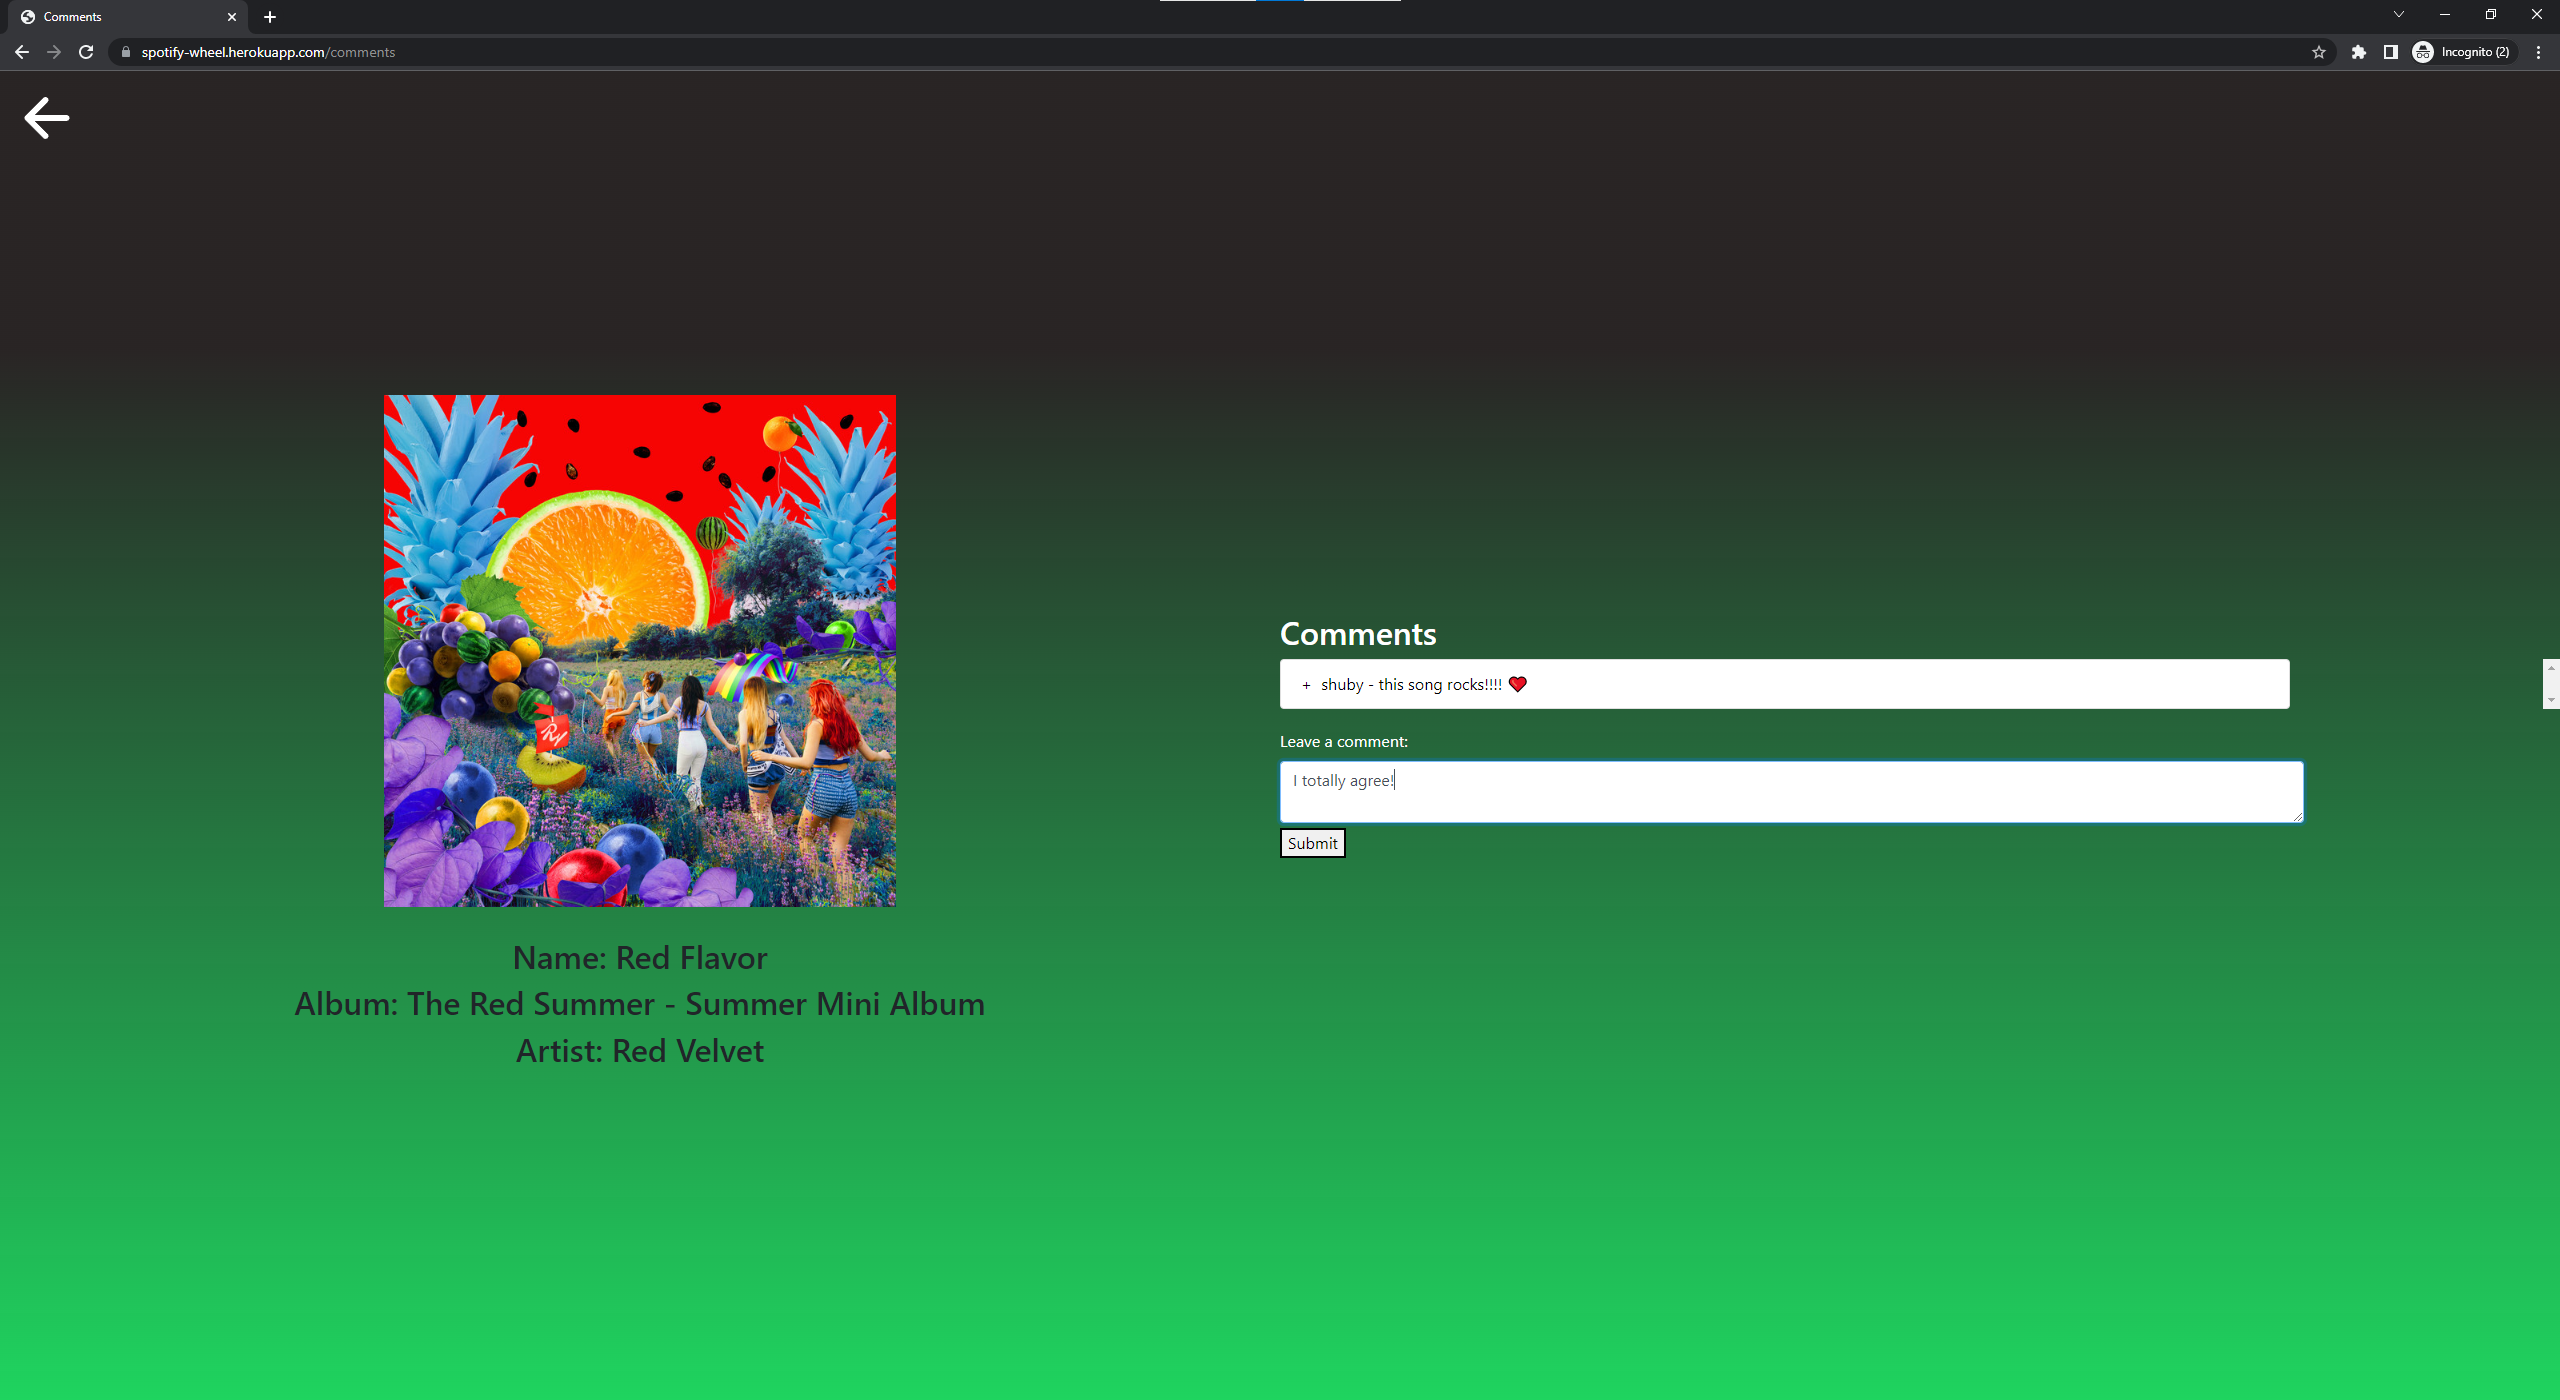 Comments
spotify-wheel.herokuapp.com/comments
Incognito (2)
RV
Name: Red Flavor
Album: The Red Summer - Summer Mini Album
Artist: Red Velvet
Comments
+ shuby - this song rocks!!!! ❤️
Leave a comment:
I totally agree!
Submit